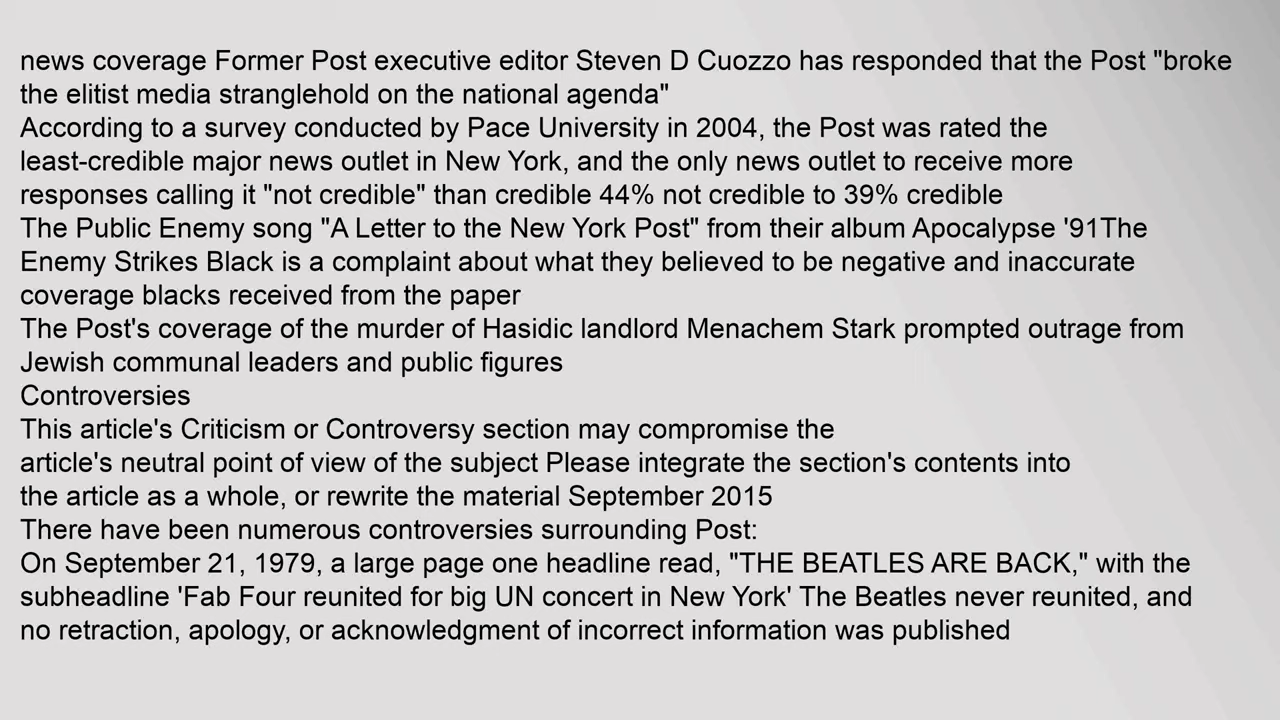 news coverage Former Post executive editor Steven D Cuozzo has responded that the Post "broke
the elitist media stranglehold on the national agenda"
According to a survey conducted by Pace University in 2004, the Post was rated the
least-credible major news outlet in New York, and the only news outlet to receive more
responses calling it "not credible" than credible 44% not credible to 39% credible
The Public Enemy song "A Letter to the New York Post" from their album Apocalypse '91The
Enemy Strikes Black is a complaint about what they believed to be negative and inaccurate
coverage blacks received from the paper
The Post's coverage of the murder of Hasidic landlord Menachem Stark prompted outrage from
Jewish communal leaders and public figures
Controversies
This article's Criticism or Controversy section may compromise the
article's neutral point of view of the subject Please integrate the section's contents into
the article as a whole, or rewrite the material September 2015
There have been numerous controversies surrounding Post:
On September 21, 1979, a large page one headline read, "THE BEATLES ARE BACK," with the
subheadline 'Fab Four reunited for big UN concert in New York' The Beatles never reunited, and
no retraction, apology, or acknowledgment of incorrect information was published